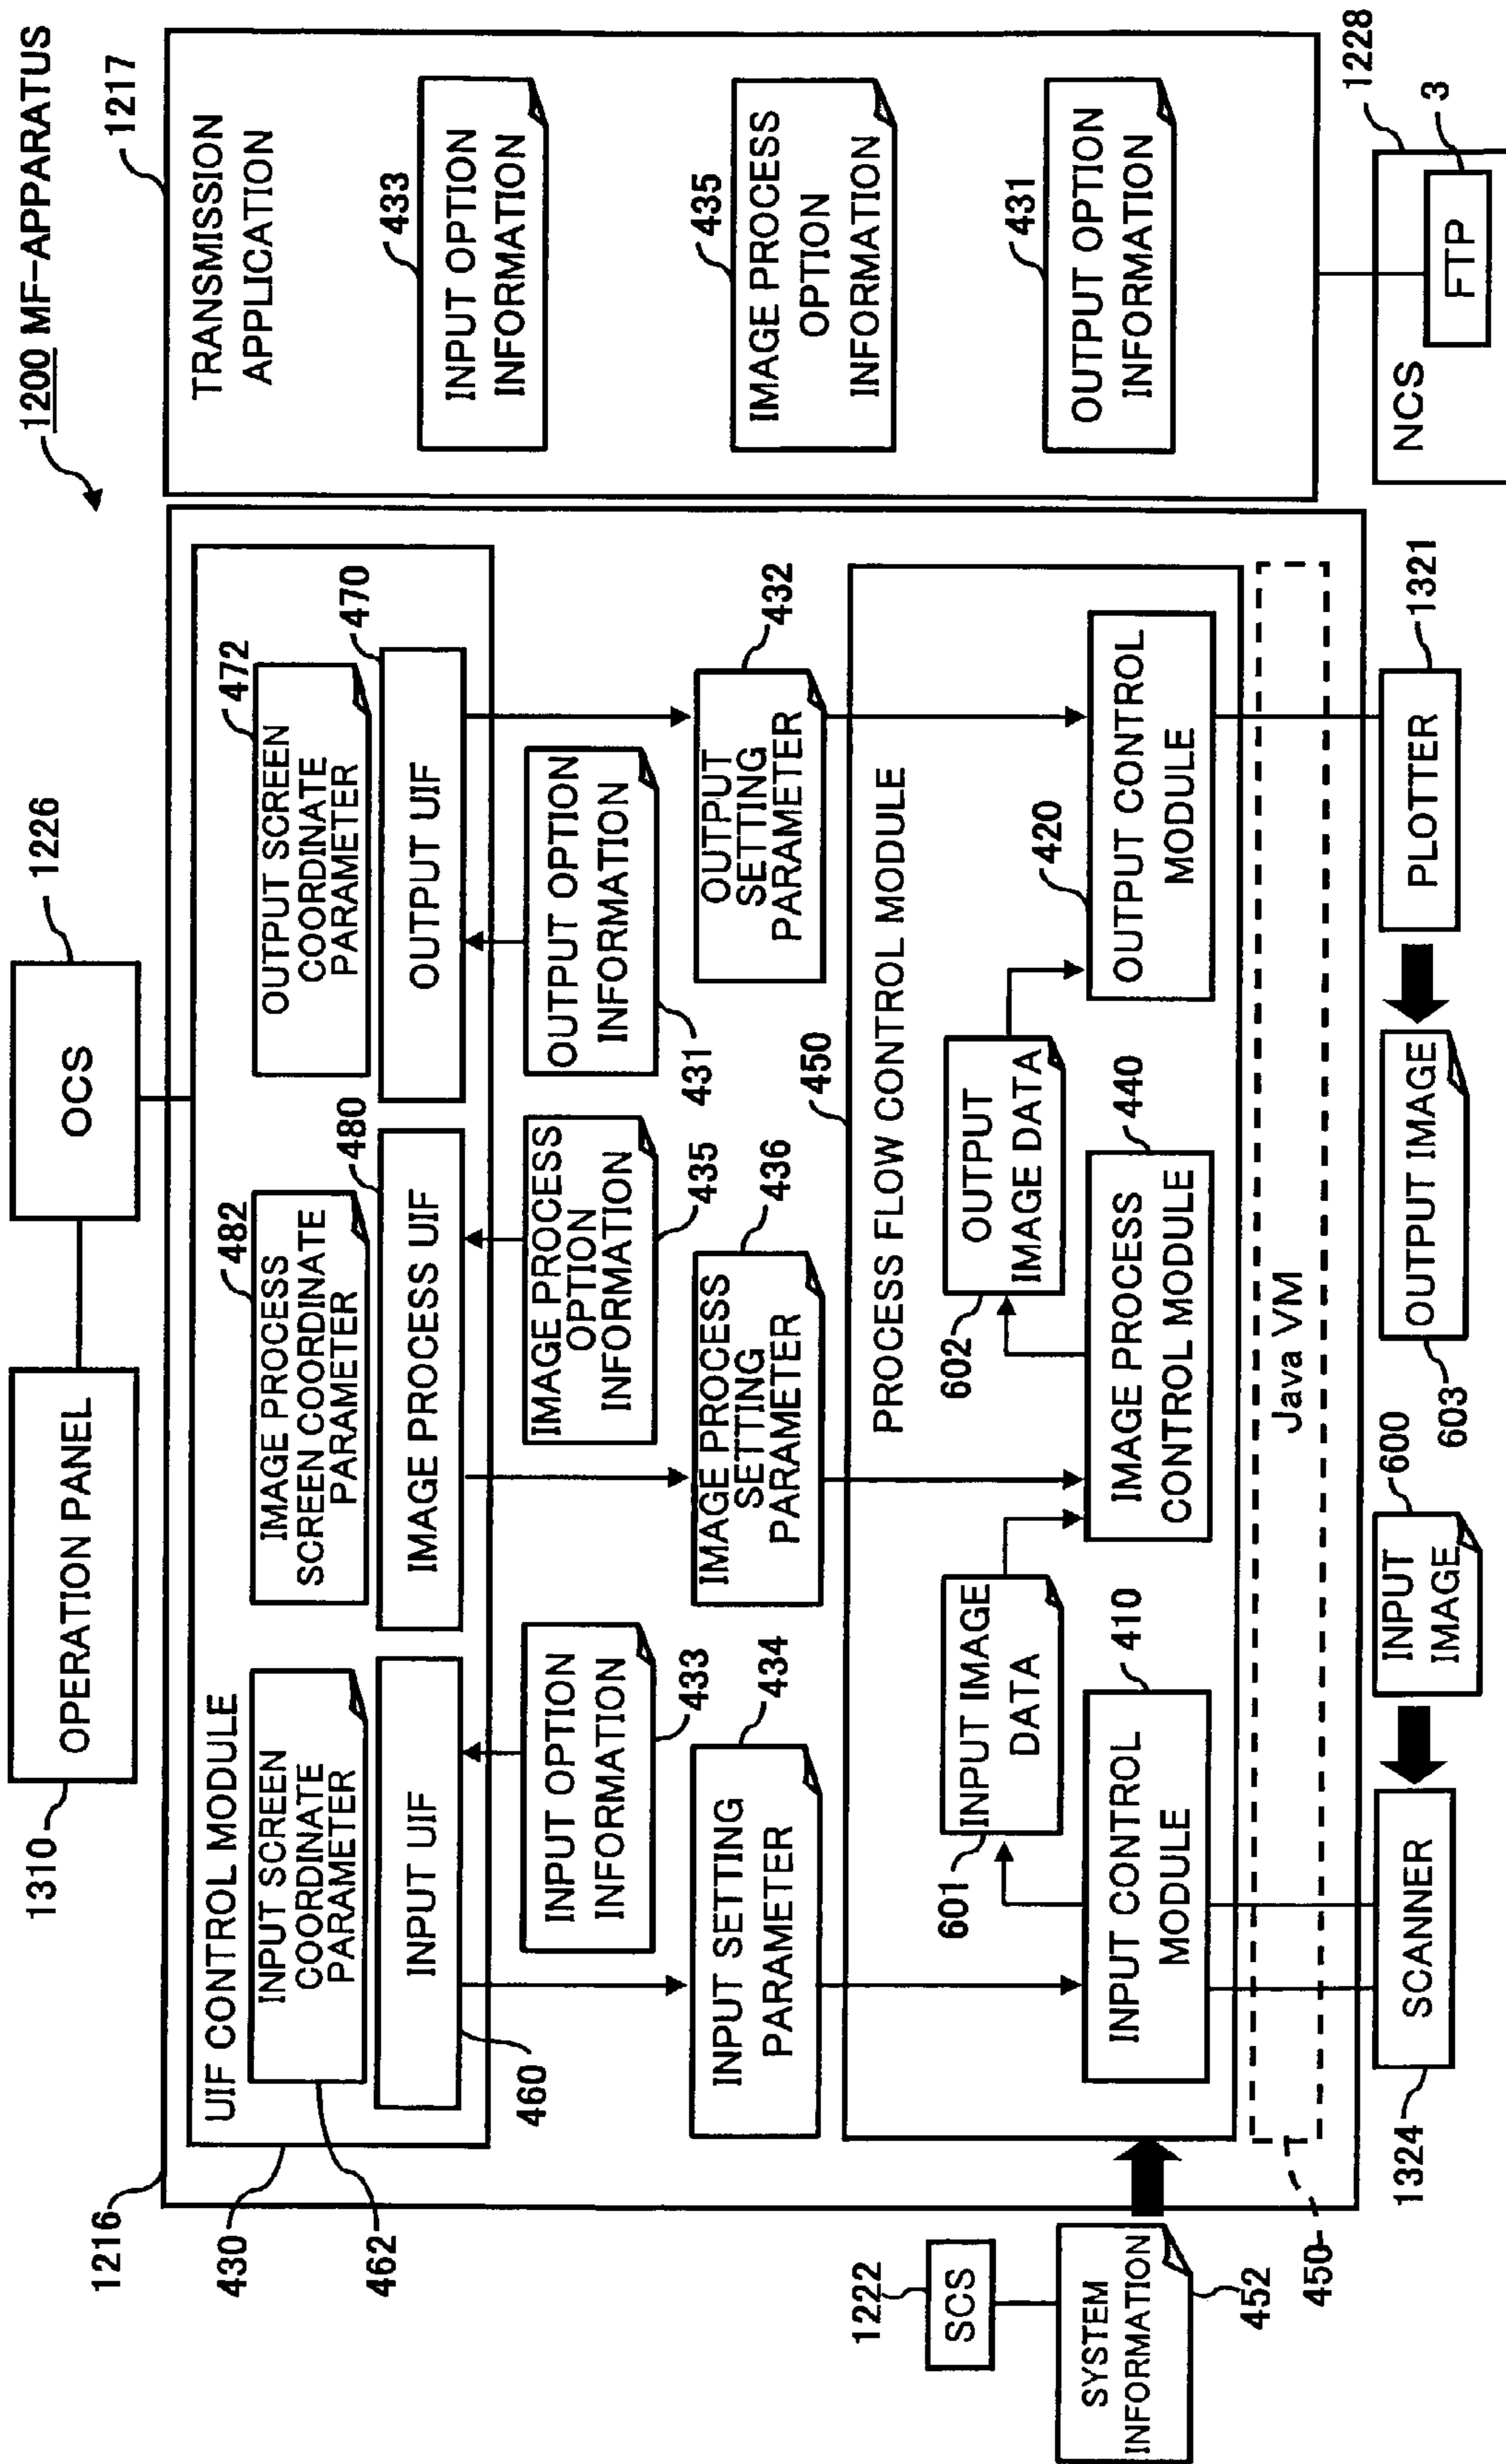 1200 MF-APPARATUS
1310
OPERATION PANEL
OCS
1226
1216
430
462
UIF CONTROL MODULE
INPUT SCREEN
COORDINATE
PARAMETER
482
IMAGE PROCESS
SCREEN COORDINATE
PARAMETER
472
OUTPUT SCREEN
COORDINATE
PARAMETER
INPUT UIF
460
IMAGE PROCESS UIF
480
OUTPUT UIF
470
INPUT OPTION
INFORMATION
433
IMAGE PROCESS
OPTION
INFORMATION
435
OUTPUT OPTION
INFORMATION
431
INPUT SETTING
PARAMETER
434
IMAGE PROCESS
SETTING
PARAMETER
436
OUTPUT
SETTING
PARAMETER
432
PROCESS FLOW CONTROL MODULE
450
INPUT IMAGE
DATA
601
OUTPUT
IMAGE DATA
602
INPUT CONTROL
MODULE
410
IMAGE PROCESS
CONTROL MODULE
440
OUTPUT CONTROL
MODULE
420
Java VM
450
1222
SCS
SYSTEM
INFORMATION
452
SCANNER
1324
INPUT
IMAGE
600
OUTPUT IMAGE
603
PLOTTER
1321
TRANSMISSION
APPLICATION
1217
433
INPUT OPTION
INFORMATION
435
IMAGE PROCESS
OPTION
INFORMATION
431
OUTPUT OPTION
INFORMATION
NCS
1228
FTP
3